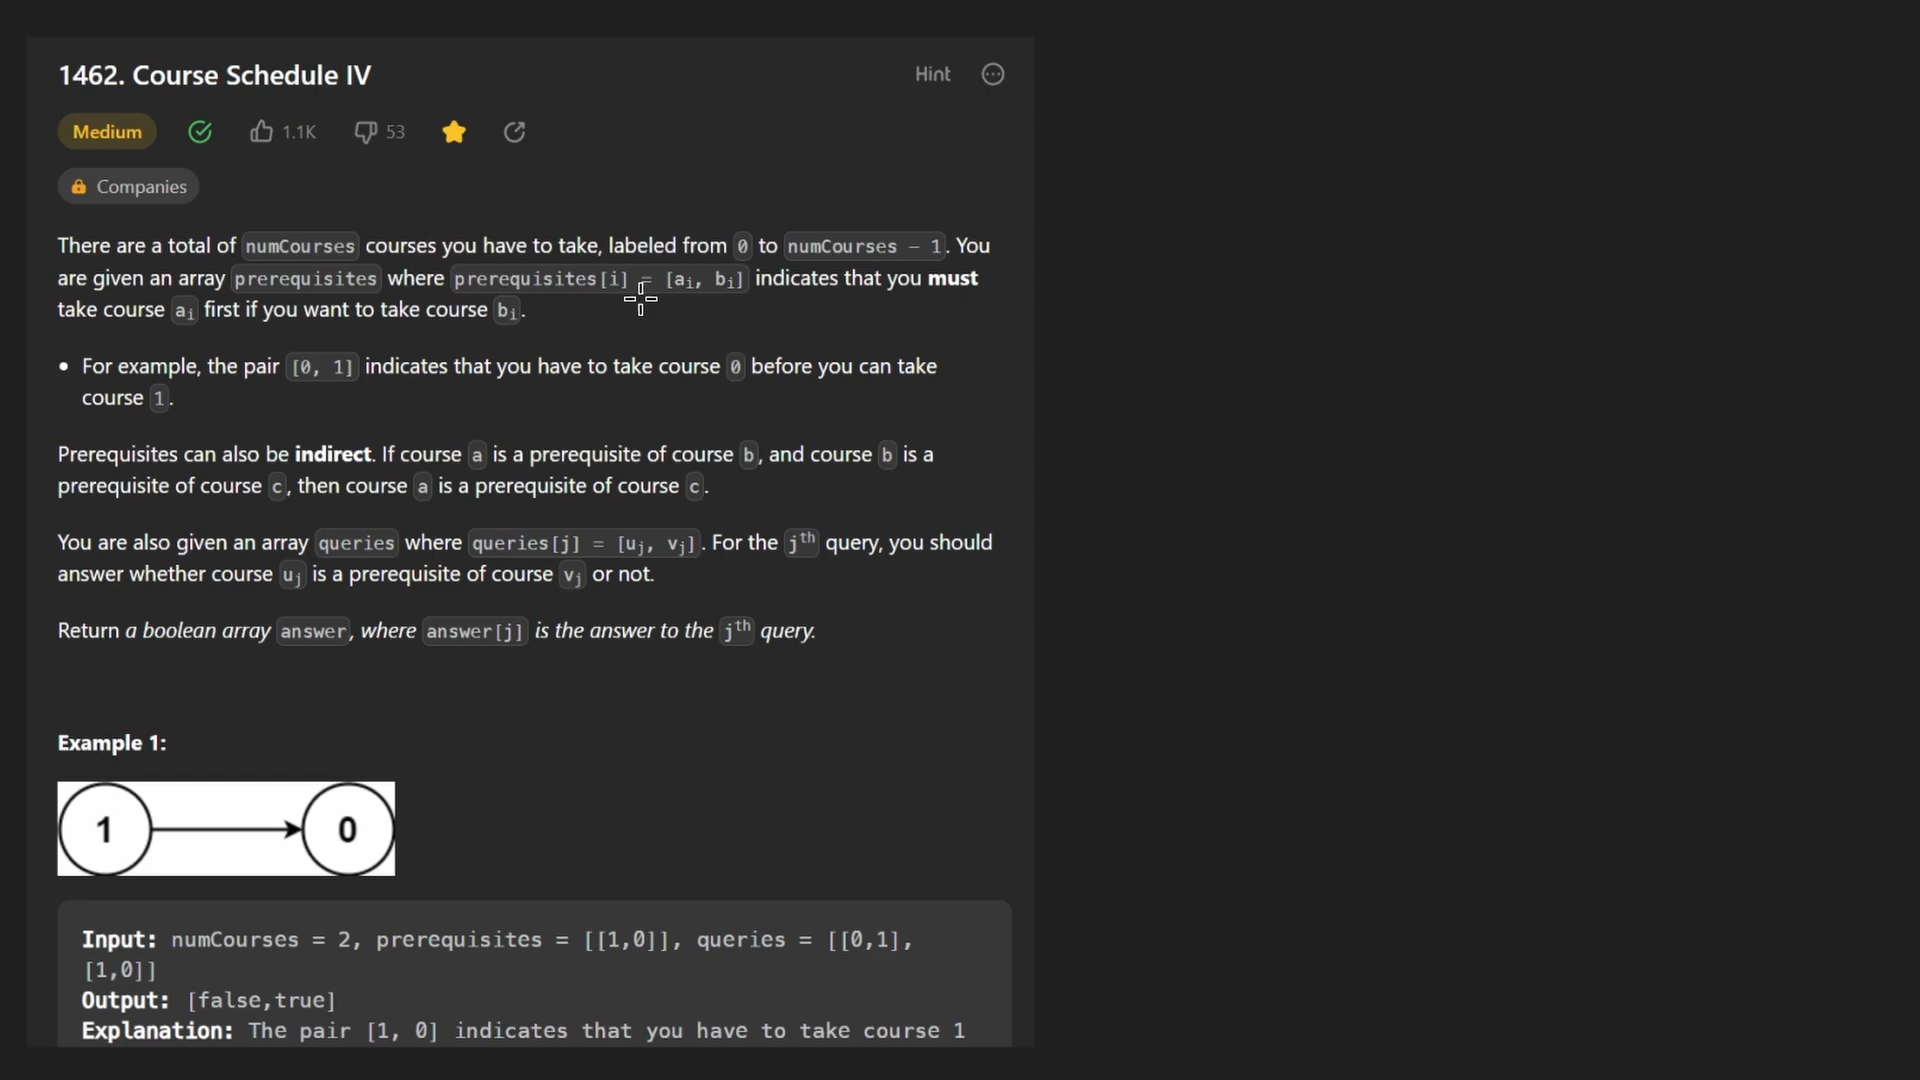 1462. Course Schedule IV
Hint
Medium
1.1K
53
Companies
There are a total of numCourses courses you have to take, labeled from 0 to numCourses - 1. You
are given an array prerequisites where prerequisites[i] = [ai, bi] indicates that you must
take course ai first if you want to take course bi.
• For example, the pair [0, 1] indicates that you have to take course 0 before you can take
course 1.
Prerequisites can also be indirect. If course a is a prerequisite of course b, and course b is a
prerequisite of course c, then course a is a prerequisite of course c.
You are also given an array queries where queries[j] = [uj, vj]. For the jth query, you should
answer whether course uj is a prerequisite of course vj or not.
Return a boolean array answer, where answer[j] is the answer to the jth query.
Example 1:
1
0
Input: numCourses = 2, prerequisites = [[1,0]], queries = [[0,1],
[1,0]]
Output: [false,true]
Explanation: The pair [1, 0] indicates that you have to take course 1